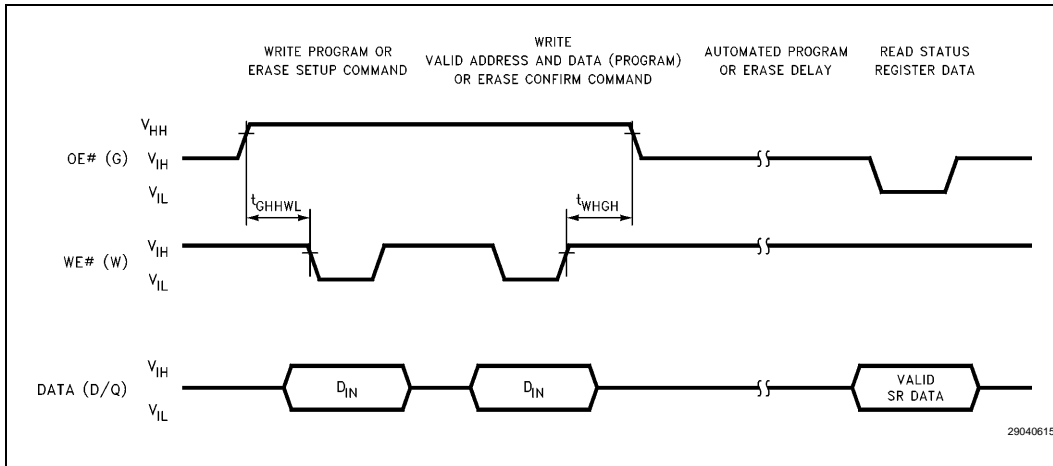 WRITE PROGRAM OR
ERASE SETUP COMMAND
WRITE
VALID ADDRESS AND DATA (PROGRAM)
OR ERASE CONFIRM COMMAND
AUTOMATED PROGRAM
OR ERASE DELAY
READ STATUS
REGISTER DATA
VHH
OE# (G)
VIH
VIL
tGHHWL
tWHGH
VIH
WE# (W)
VIL
VIH
DATA (D/Q)
VIL
DIN
DIN
VALID
SR DATA
29040615